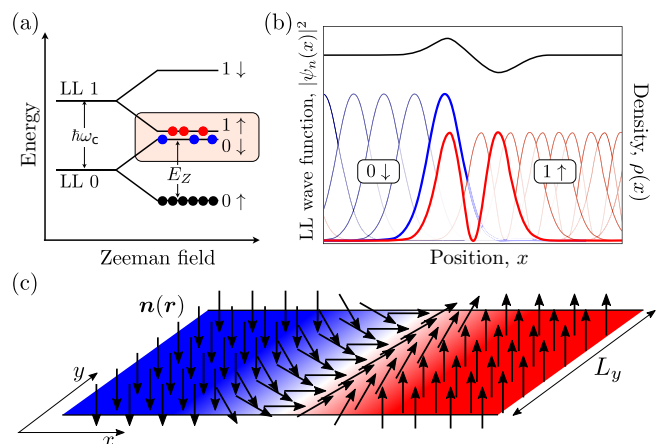 (a)
Energy
LL 1
LL 0
ħω_c
E_Z
1 ↓
1 ↑
0 ↓
0 ↑
Zeeman field
(b)
LL wave function, |ψ_n(x)|²
0 ↓
1 ↑
Density, ρ(x)
Position, x
(c)
n(r)
y
x
L_y